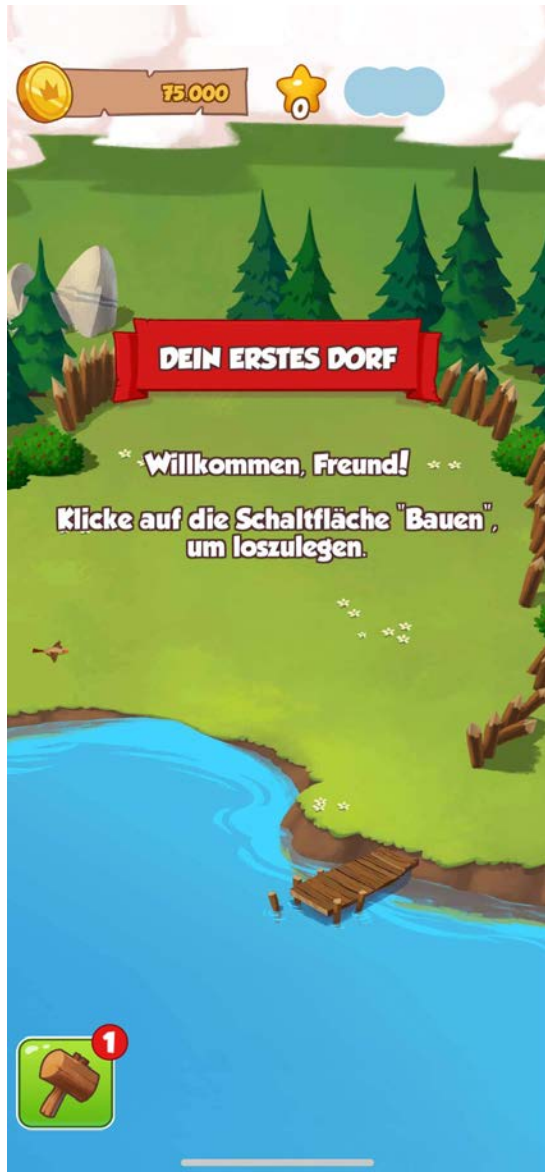 75.000
0
DEIN ERSTES DORF
Willkommen, Freund!
Klicke auf die Schaltfläche "Bauen",
um loszulegen.
1